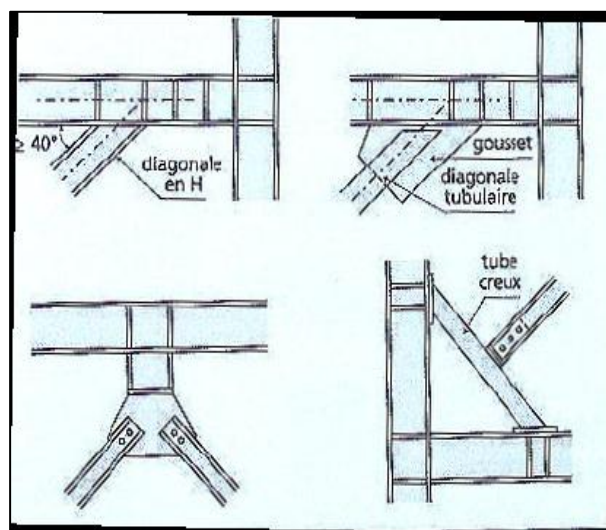 ≥ 40°
diagonale
en H
gousset
diagonale
tubulaire
tube
creux